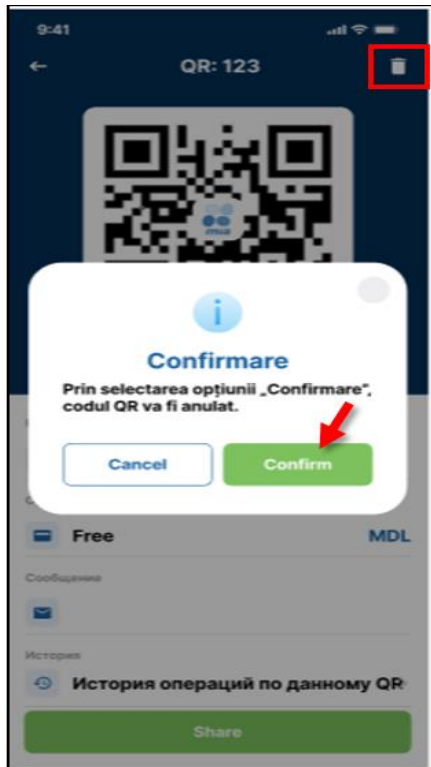 9:41
QR: 123
mia
Confirmare
Prin selectarea opțiunii „Confirmare”,
codul QR va fi anulat.
Cancel
Confirm
Free
MDL
Сообщение
История
История операций по данному QR
Share